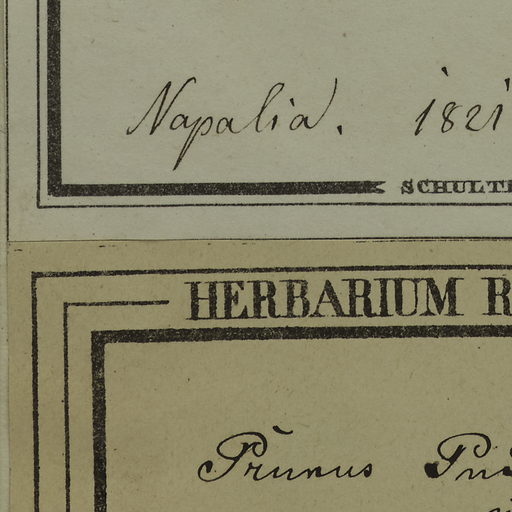 Napalia. 1821
SCHULT
HERBARIUM R
Prunus